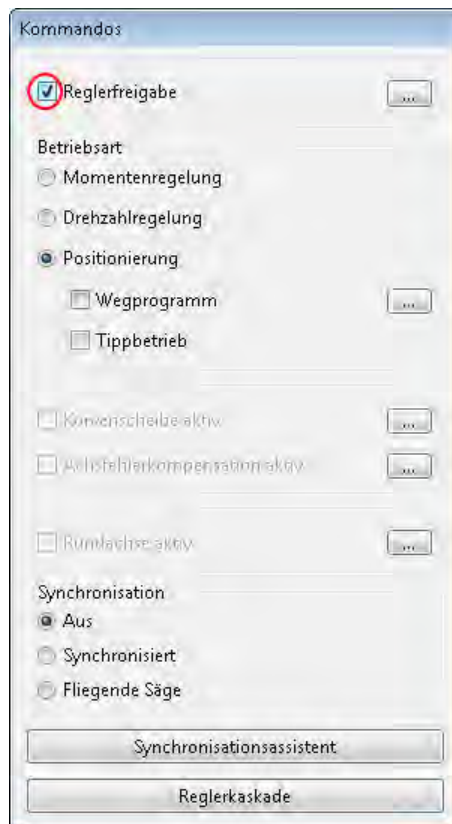 Kommandos
Reglerfreigabe ...
Betriebsart
Momentenregelung
Drehzahlregelung
Positionierung
Wegprogramm ...
Tippbetrieb
Kurvenscheibe aktiv ...
Achsfehlerkompensation aktiv ...
Rundachse aktiv ...
Synchronisation
Aus
Synchronisiert
Fliegende Säge
Synchronisationsassistent
Reglerkaskade